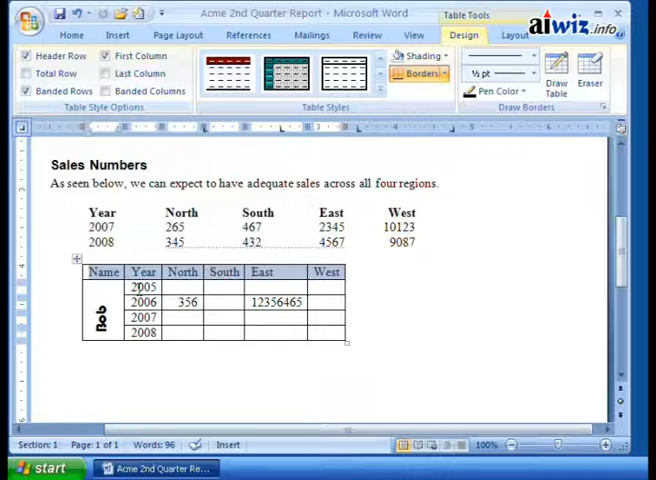 Acme 2nd Quarter Report - Microsoft Word
Table Tools
aiwiz.info
Home Insert Page Layout References Mailings Review View Design Layout
Header Row First Column
Total Row Last Column
Banded Rows Banded Columns
Table Style Options
Table Styles
Shading
Borders
½ pt
Pen Color
Draw Table
Eraser
Draw Borders
Sales Numbers
As seen below, we can expect to have adequate sales across all four regions.
Year North South East West
2007 265 467 2345 10123
2008 345 432 4567 9087
Name Year North South East West
Bob
2005
2006 356 12356465
2007
2008
Section: 1 Page: 1 of 1 Words: 96 Insert 100%
start Acme 2nd Quarter Re...